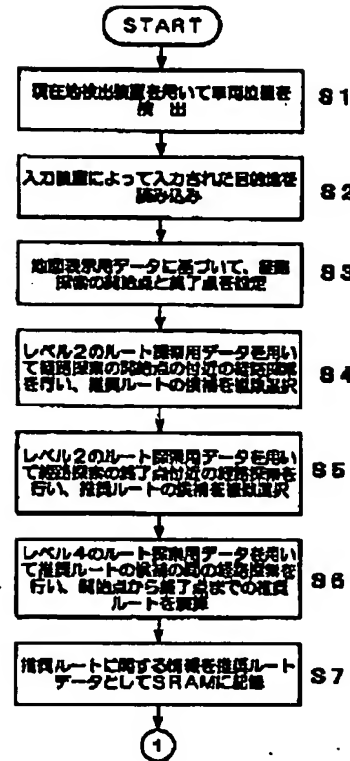 START
現在地検出装置を用いて車両位置を
検 出
S1
入力装置によって入力された目的地を
読み込み
S2
地図表示用データに基づいて、経路
探索の開始点と終了点を設定
S3
レベル2のルート探索用データを用い
て経路探索の開始点の付近の経路探索
を行い、推奨ルートの候補を複数選択
S4
レベル2のルート探索用データを用い
て経路探索の終了点付近の経路探索を
行い、推奨ルートの候補を複数選択
S5
レベル4のルート探索用データを用い
て推奨ルートの候補の間の経路探索を
行い、開始点から終了点までの推奨
ルートを演算
S6
推奨ルートに関する情報を推奨ルート
データとしてSRAMに記録
S7
1